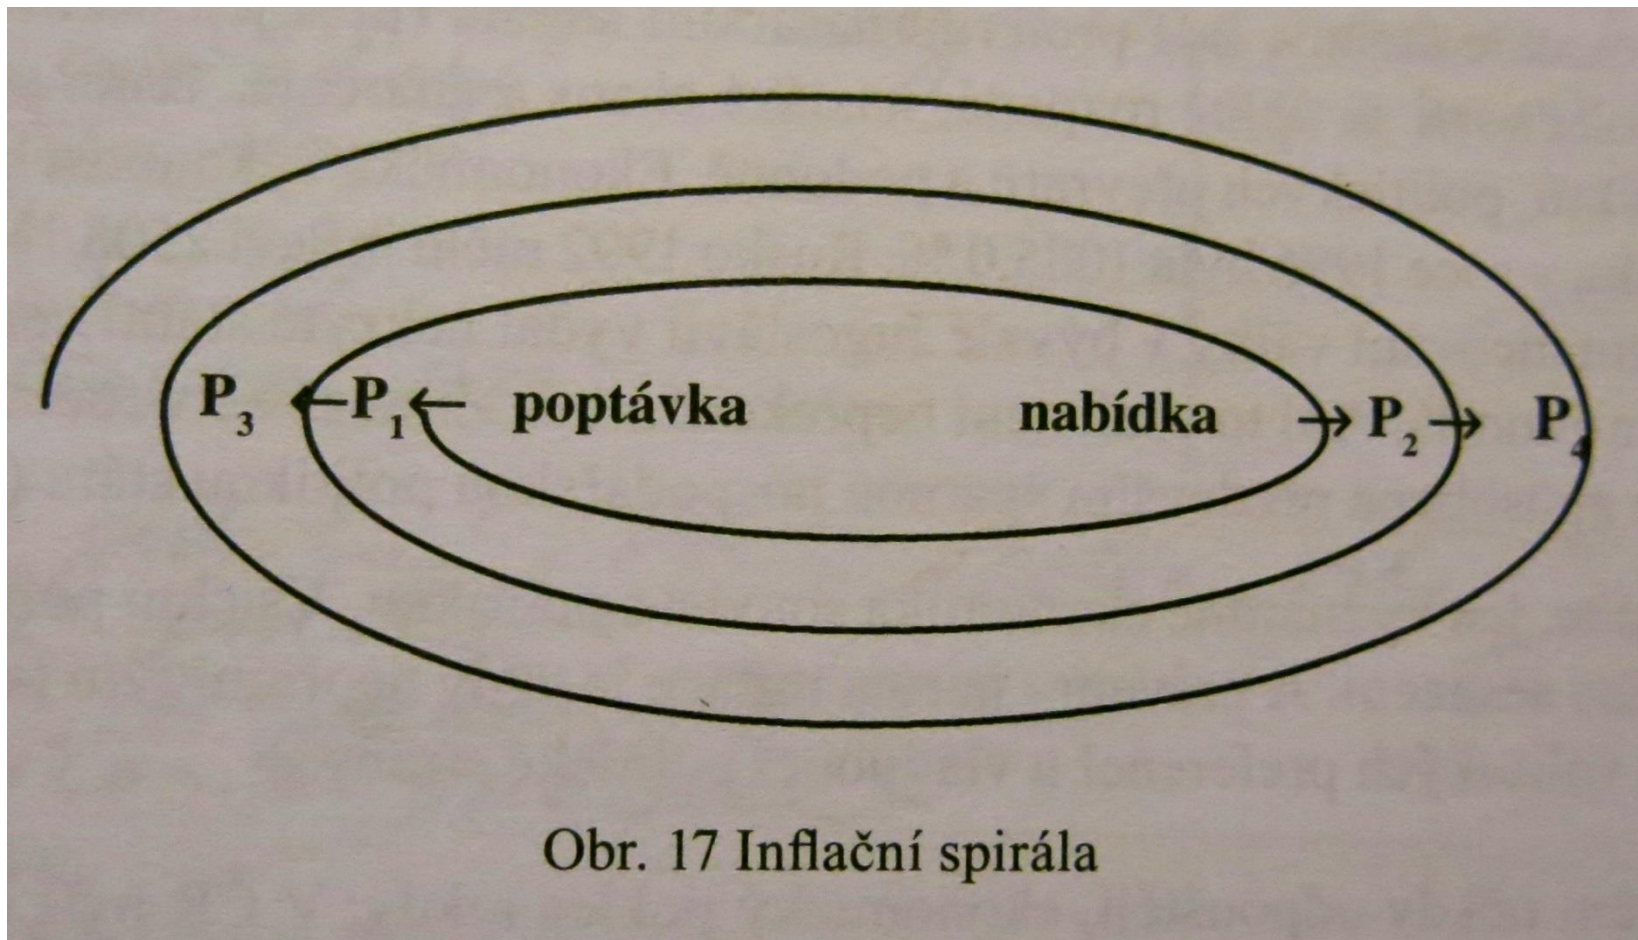 P₃ P₁ poptávka nabídka P₂ P₄
Obr. 17 Inflační spirála